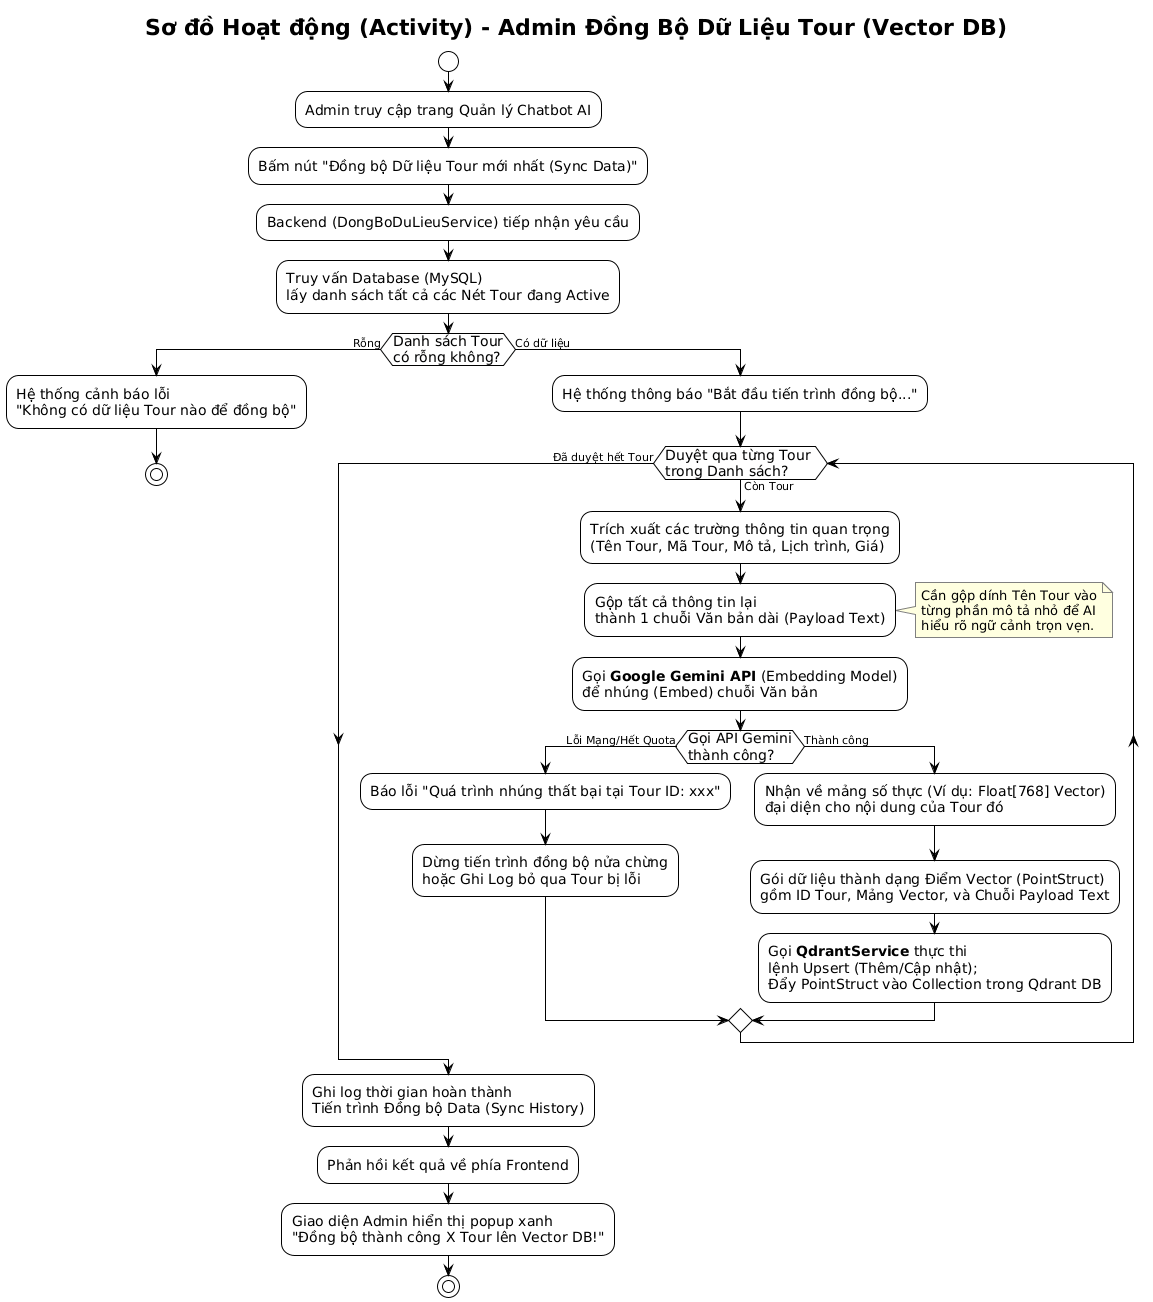 Sơ đồ Hoạt động (Activity) - Admin Đồng Bộ Dữ Liệu Tour (Vector DB)
Admin truy cập trang Quản lý Chatbot AI
Bấm nút "Đồng bộ Dữ liệu Tour mới nhất (Sync Data)"
Backend (DongBoDuLieuService) tiếp nhận yêu cầu
Truy vấn Database (MySQL)
lấy danh sách tất cả các Nét Tour đang Active
Rỗng
Danh sách Tour
có rỗng không?
Có dữ liệu
Hệ thống cảnh báo lỗi
"Không có dữ liệu Tour nào để đồng bộ"
Hệ thống thông báo "Bắt đầu tiến trình đồng bộ..."
Đã duyệt hết Tour
Duyệt qua từng Tour
trong Danh sách?
Còn Tour
Trích xuất các trường thông tin quan trọng
(Tên Tour, Mã Tour, Mô tả, Lịch trình, Giá)
Gộp tất cả thông tin lại
thành 1 chuỗi Văn bản dài (Payload Text)
Cần gộp dính Tên Tour vào
từng phần mô tả nhỏ để AI
hiểu rõ ngữ cảnh trọn vẹn.
Gọi Google Gemini API (Embedding Model)
để nhúng (Embed) chuỗi Văn bản
Lỗi Mạng/Hết Quota
Gọi API Gemini
thành công?
Thành công
Báo lỗi "Quá trình nhúng thất bại tại Tour ID: xxx"
Dừng tiến trình đồng bộ nửa chừng
hoặc Ghi Log bỏ qua Tour bị lỗi
Nhận về mảng số thực (Ví dụ: Float[768] Vector)
đại diện cho nội dung của Tour đó
Gói dữ liệu thành dạng Điểm Vector (PointStruct)
gồm ID Tour, Mảng Vector, và Chuỗi Payload Text
Gọi QdrantService thực thi
lệnh Upsert (Thêm/Cập nhật);
Đẩy PointStruct vào Collection trong Qdrant DB
Ghi log thời gian hoàn thành
Tiến trình Đồng bộ Data (Sync History)
Phản hồi kết quả về phía Frontend
Giao diện Admin hiển thị popup xanh
"Đồng bộ thành công X Tour lên Vector DB!"